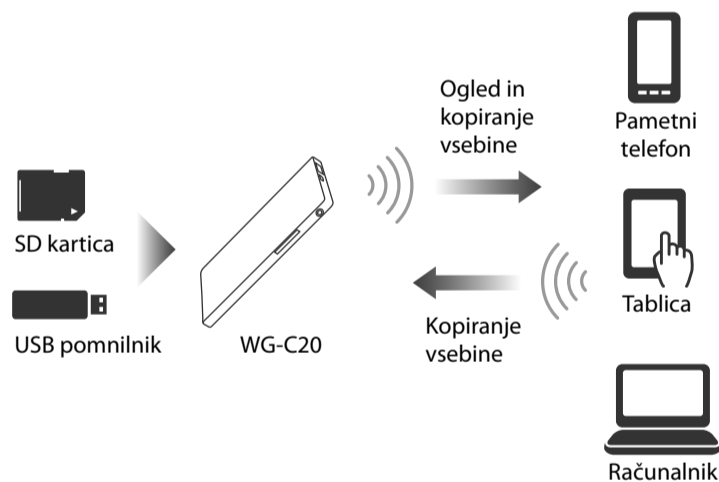 SD kartica
USB pomnilnik
WG-C20
Ogled in
kopiranje
vsebine
Kopiranje
vsebine
Pametni
telefon
Tablica
Računalnik